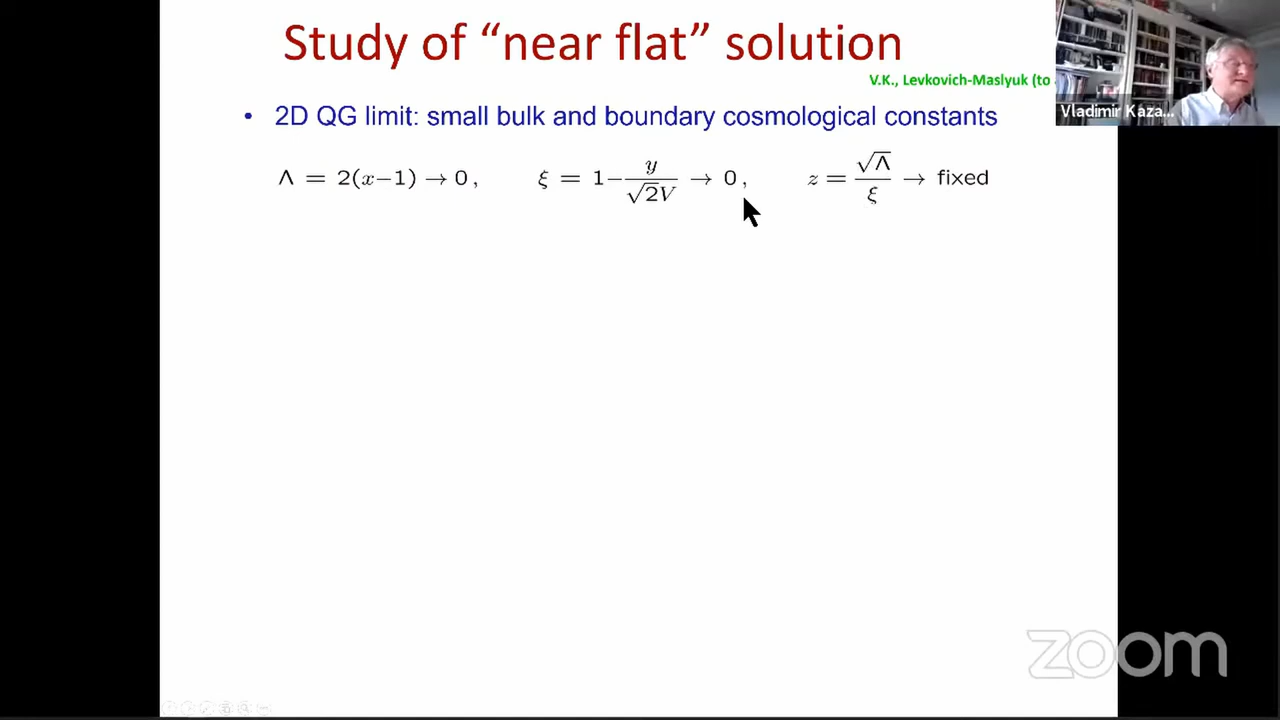 Study of “near flat” solution
V.K., Levkovich-Maslyuk (to
Vladimir Kaza...
• 2D QG limit: small bulk and boundary cosmological constants
Λ = 2(x−1) → 0 , ξ = 1− y/(√2V) → 0 , z = √Λ/ξ → fixed
zoom